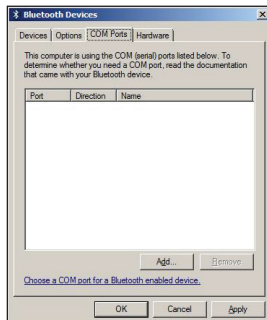 Bluetooth Devices
Devices Options COM Ports Hardware
This computer is using the COM (serial) ports listed below. To
determine whether you need a COM port, read the documentation
that came with your Bluetooth device.
Port Direction Name
Add... Remove
Choose a COM port for a Bluetooth enabled device.
OK Cancel Apply